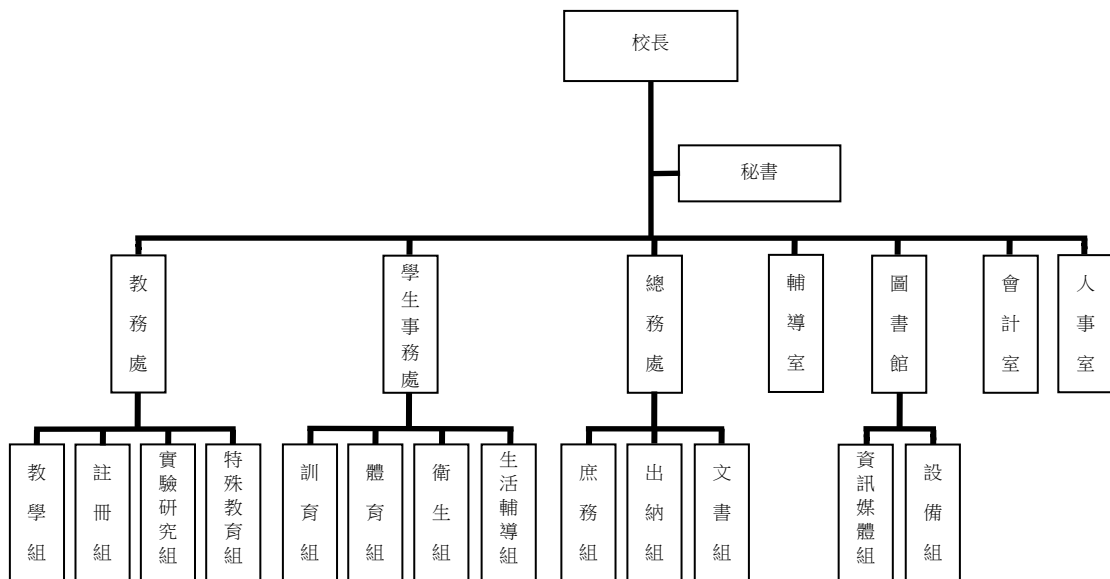 校長
秘書
教務處
學生事務處
總務處
輔導室
圖書館
會計室
人事室
教學組
註冊組
實驗研究組
特殊教育組
訓育組
體育組
衛生組
生活輔導組
庶務組
出納組
文書組
資訊媒體組
設備組